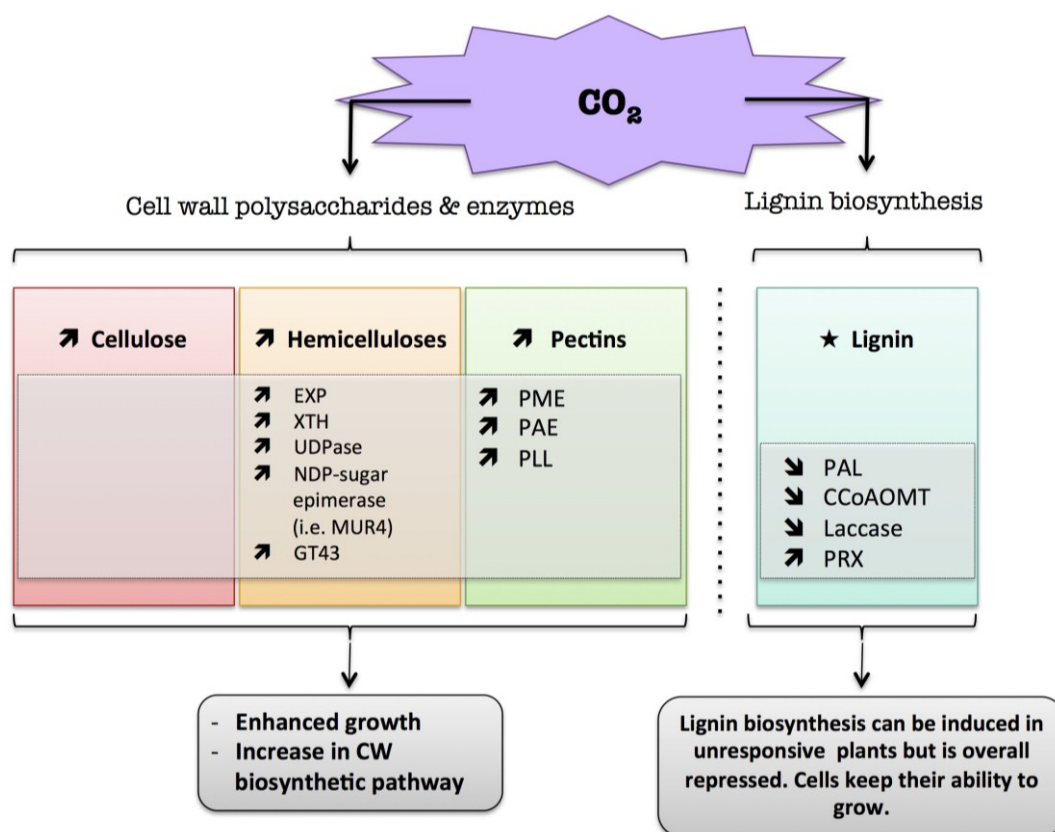 CO₂
Cell wall polysaccharides & enzymes
Lignin biosynthesis
Cellulose
Hemicelluloses
EXP
XTH
UDPase
NDP-sugar
epimerase
(i.e. MUR4)
GT43
Pectins
PME
PAE
PLL
★ Lignin
PAL
CCoAOMT
Laccase
PRX
- Enhanced growth
- Increase in CW
biosynthetic pathway
Lignin biosynthesis can be induced in
unresponsive plants but is overall
repressed. Cells keep their ability to
grow.